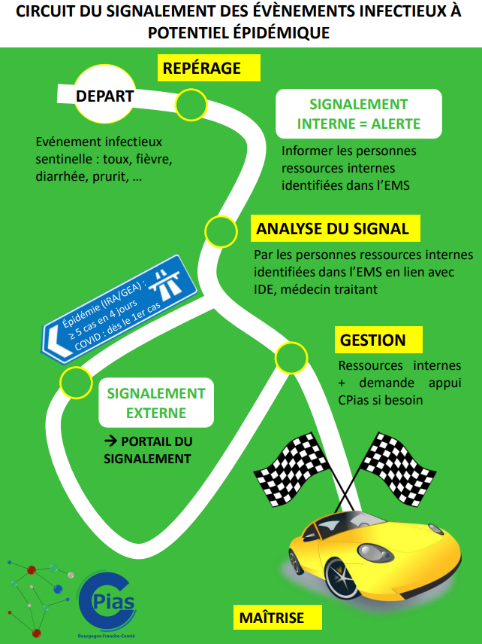 CIRCUIT DU SIGNALEMENT DES ÉVÈNEMENTS INFECTIEUX À
POTENTIEL ÉPIDÉMIQUE
REPÉRAGE
DEPART
Evénement infectieux
sentinelle : toux, fièvre,
diarrhée, prurit, ...
SIGNALEMENT
INTERNE = ALERTE
Informer les personnes
ressources internes
identifiées dans l'EMS
ANALYSE DU SIGNAL
Par les personnes ressources internes
identifiées dans l'EMS en lien avec
IDE, médecin traitant
Épidémie (IRA/GEA) :
≥ 5 cas en 4 jours
COVID : dès le 1er cas
GESTION
Ressources internes
+ demande appui
CPias si besoin
SIGNALEMENT
EXTERNE
→ PORTAIL DU
SIGNALEMENT
CPias
Bourgogne Franche-Comté
MAÎTRISE